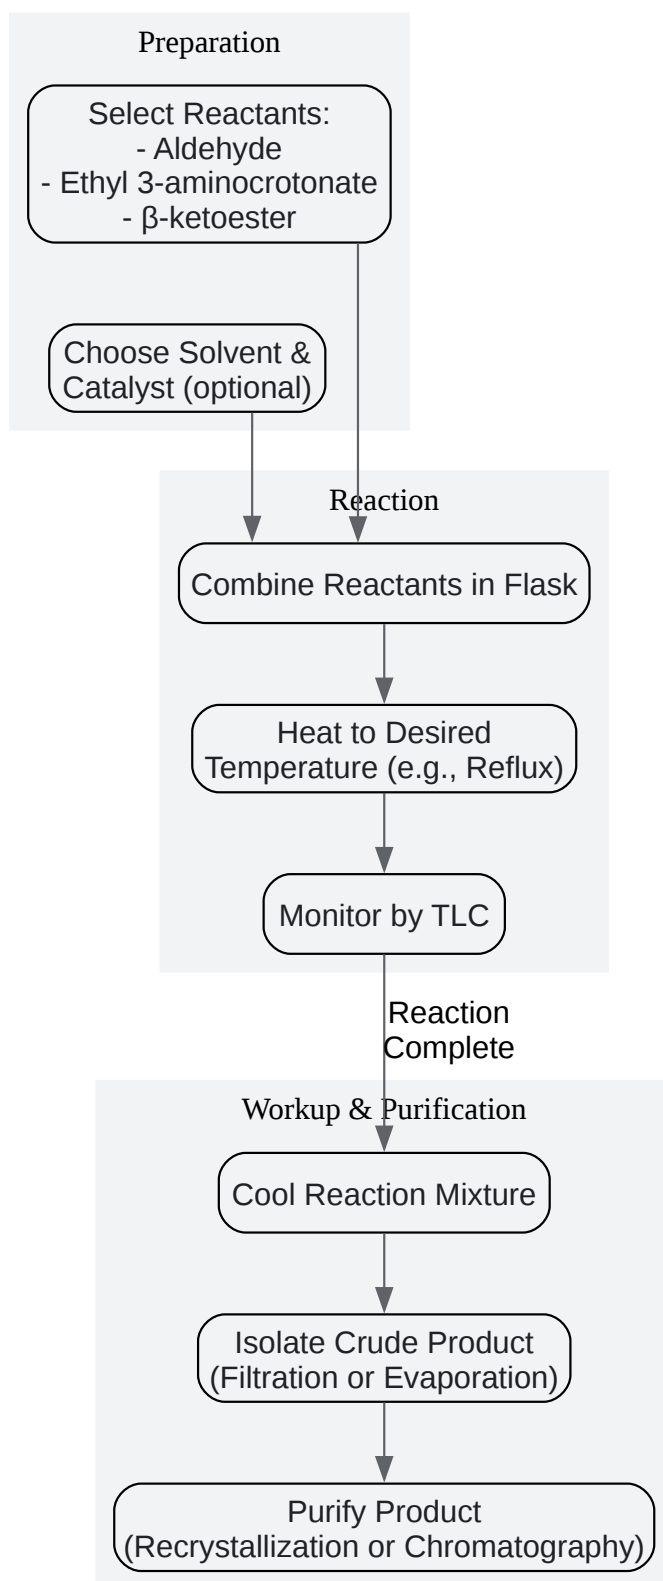 Preparation
Select Reactants:
- Aldehyde
- Ethyl 3-aminocrotonate
- β-ketoester
Choose Solvent &
Catalyst (optional)
Reaction
Combine Reactants in Flask
Heat to Desired
Temperature (e.g., Reflux)
Monitor by TLC
Reaction
Complete
Workup & Purification
Cool Reaction Mixture
Isolate Crude Product
(Filtration or Evaporation)
Purify Product
(Recrystallization or Chromatography)